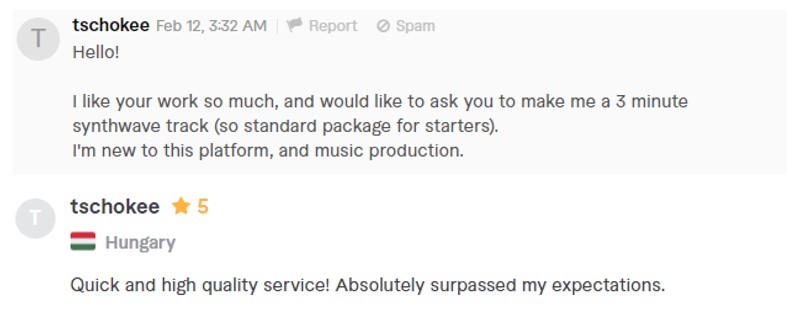 T
tschokee Feb 12, 3:32 AM Report Spam
Hello!
I like your work so much, and would like to ask you to make me a 3 minute
synthwave track (so standard package for starters).
I'm new to this platform, and music production.
T
tschokee 5
Hungary
Quick and high quality service! Absolutely surpassed my expectations.